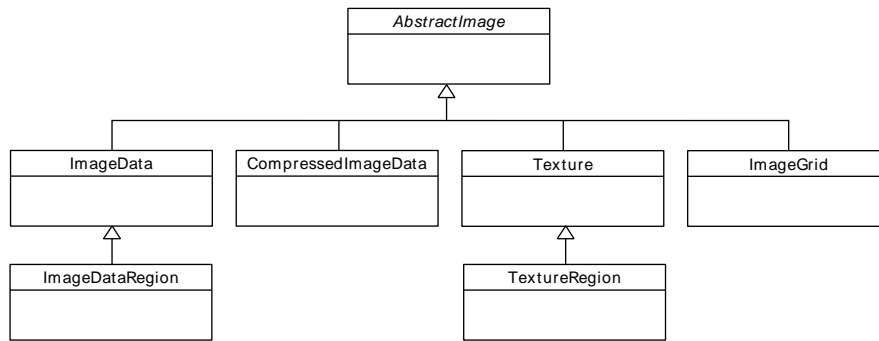 AbstractImage
ImageData
CompressedImageData
Texture
ImageGrid
ImageDataRegion
TextureRegion